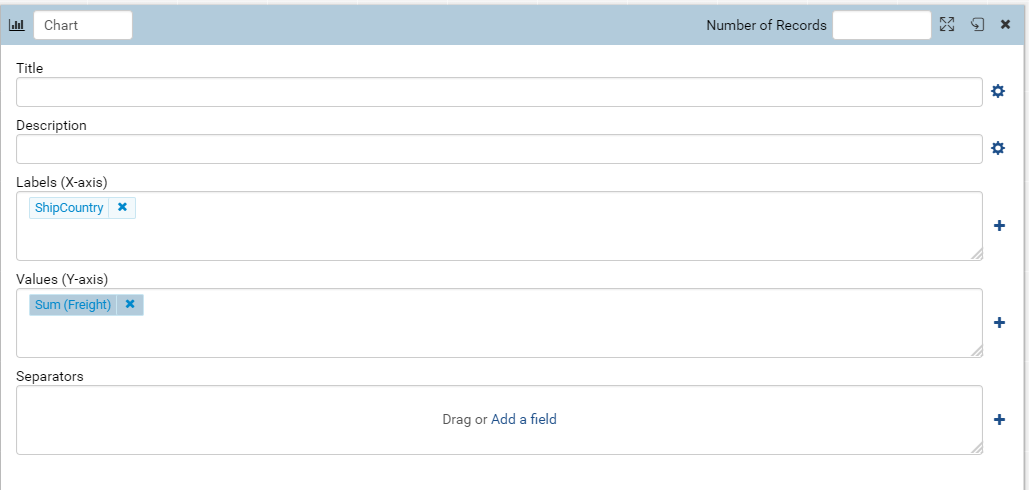 Chart Number of Records
Title
Description
Labels (X-axis)
ShipCountry
Values (Y-axis)
Sum (Freight)
Separators
Drag or Add a field